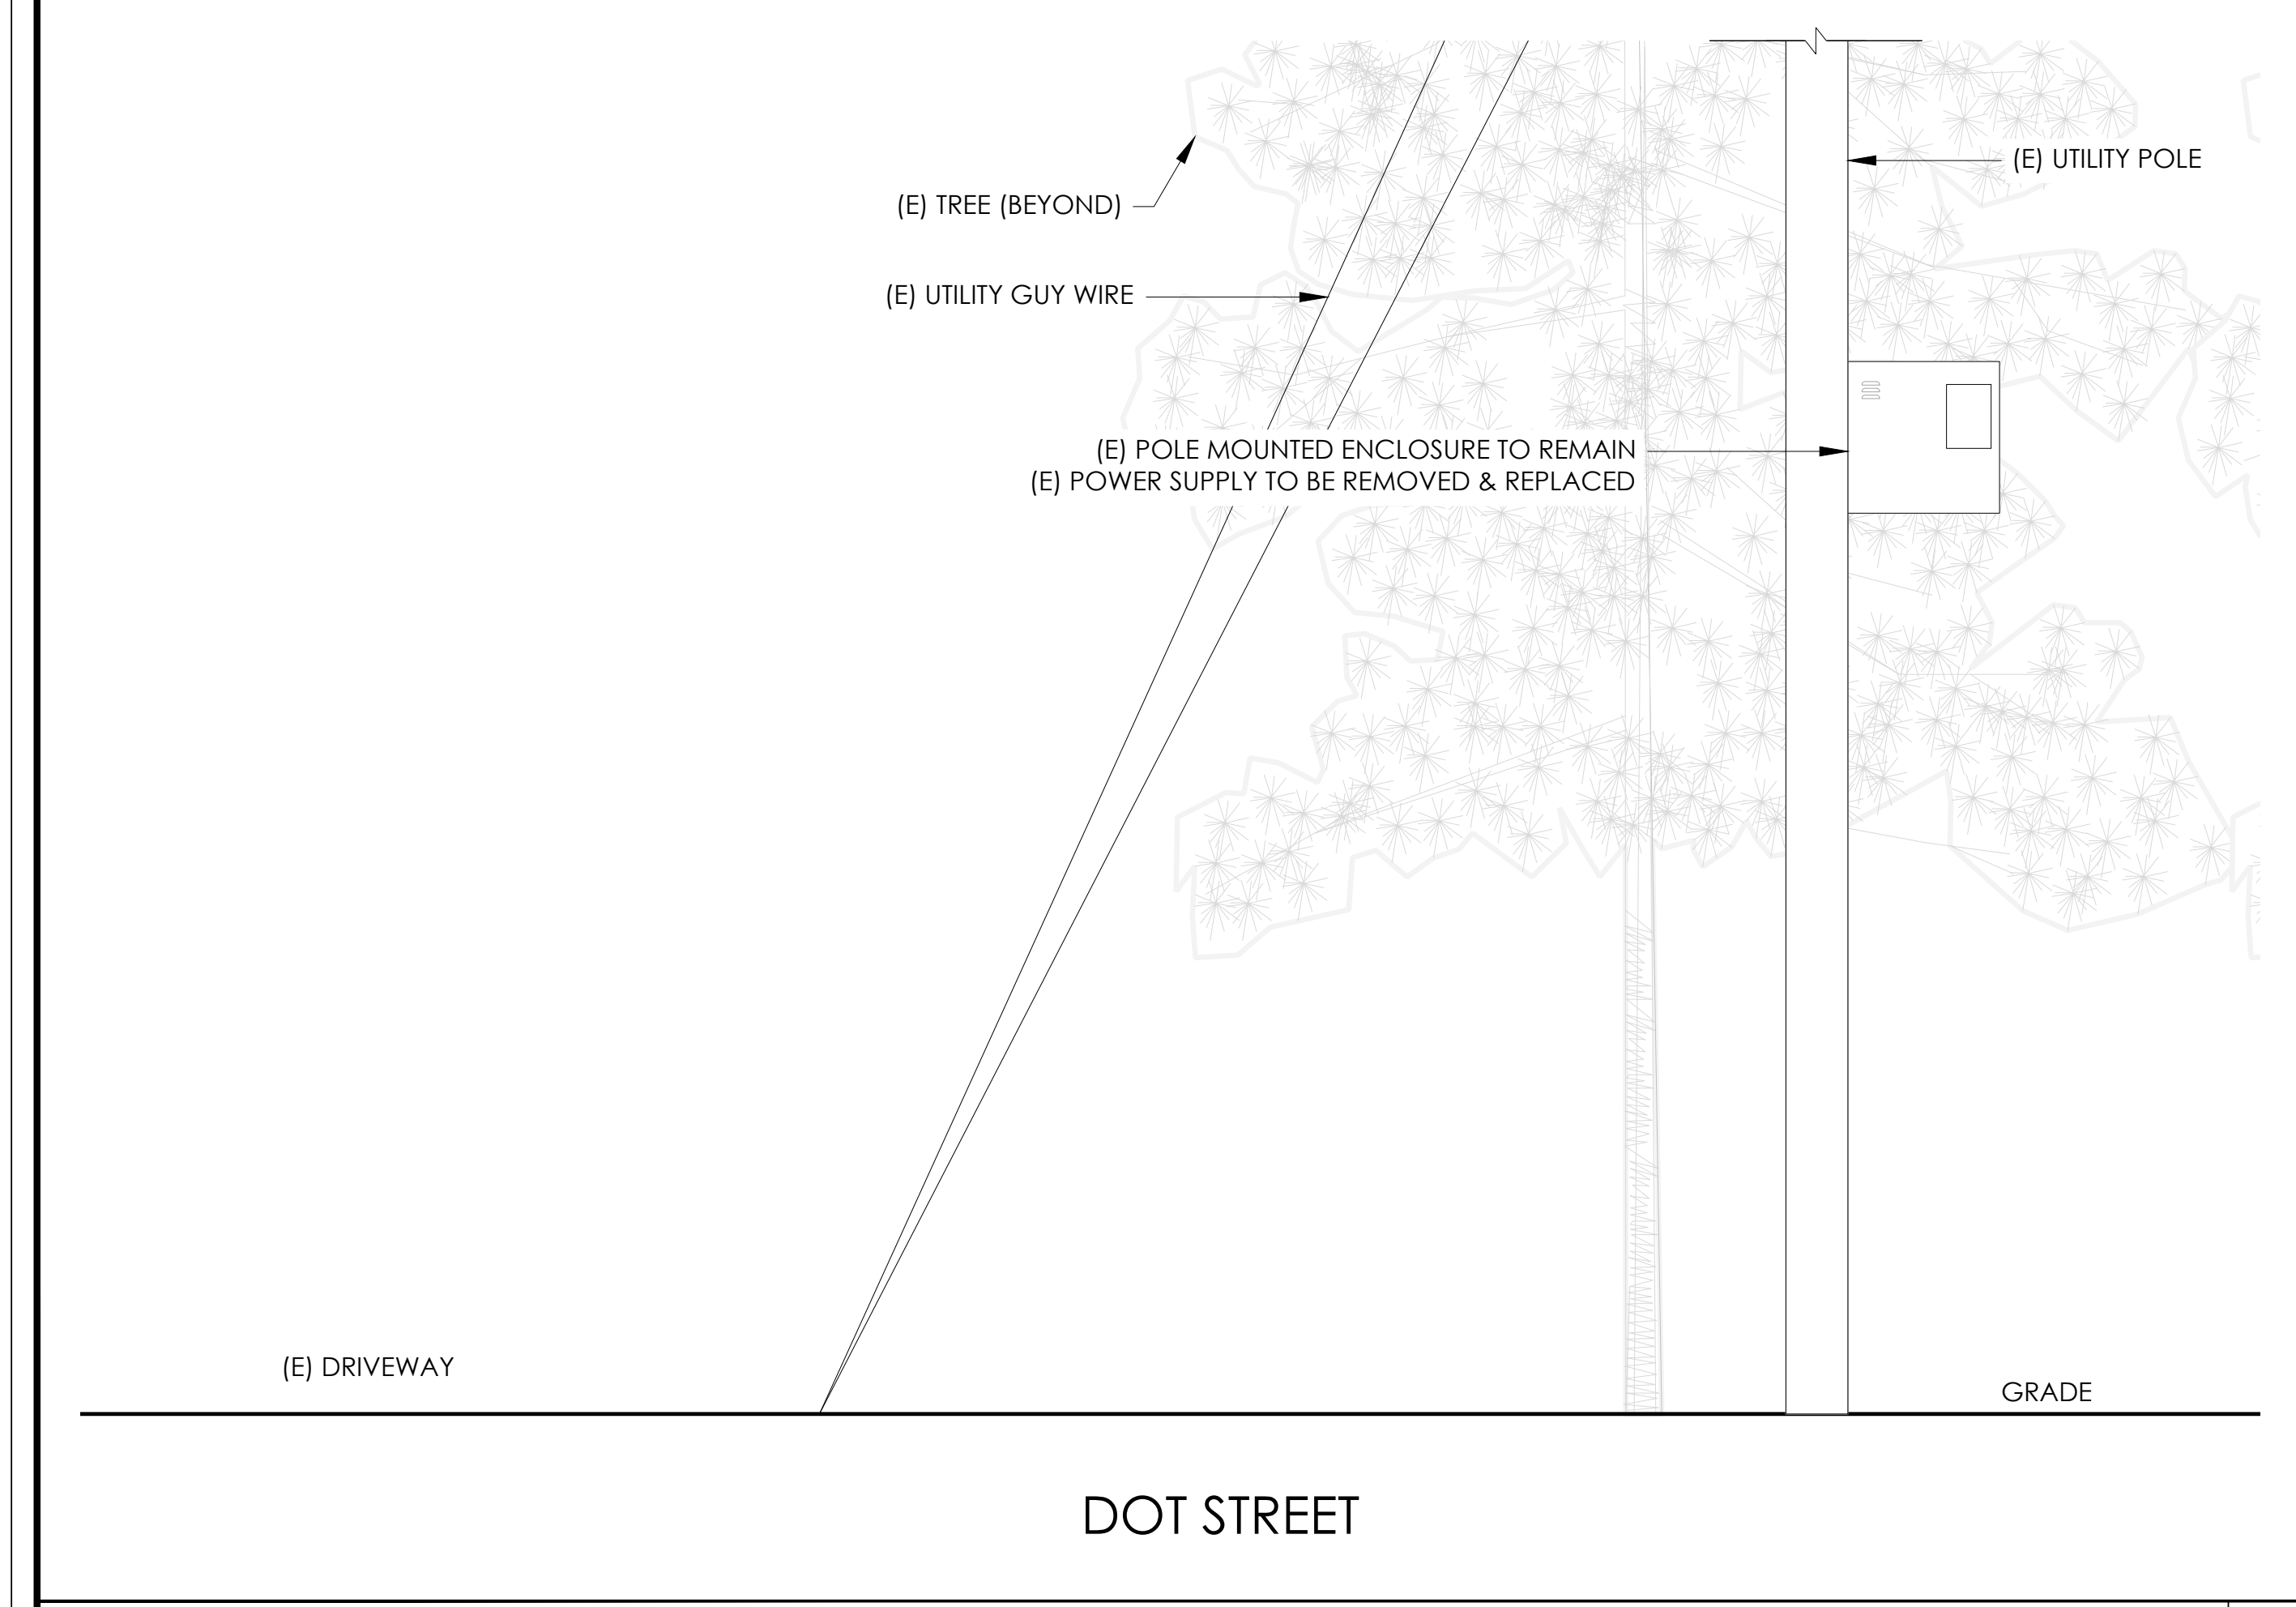 (E) UTILITY POLE
(E) TREE (BEYOND)
(E) UTILITY GUY WIRE
(E) POLE MOUNTED ENCLOSURE TO REMAIN
(E) POWER SUPPLY TO BE REMOVED & REPLACED
(E) DRIVEWAY
GRADE
DOT STREET